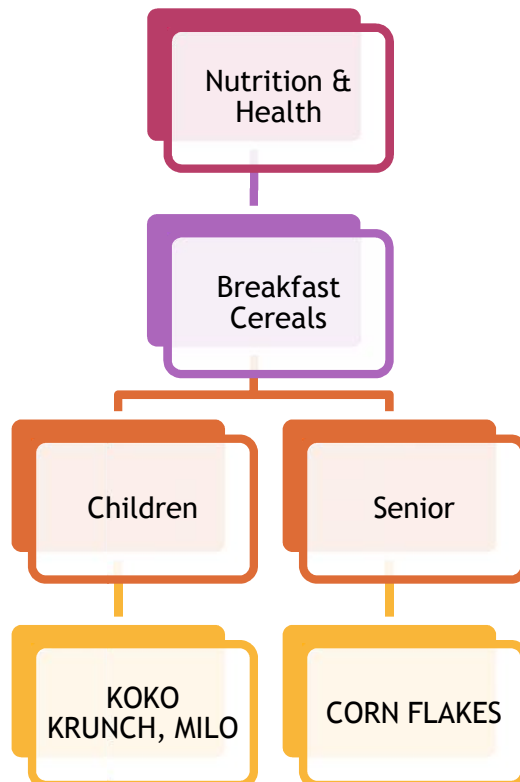 Nutrition &
Health
Breakfast
Cereals
Children
Senior
KOKO
KRUNCH, MILO
CORN FLAKES